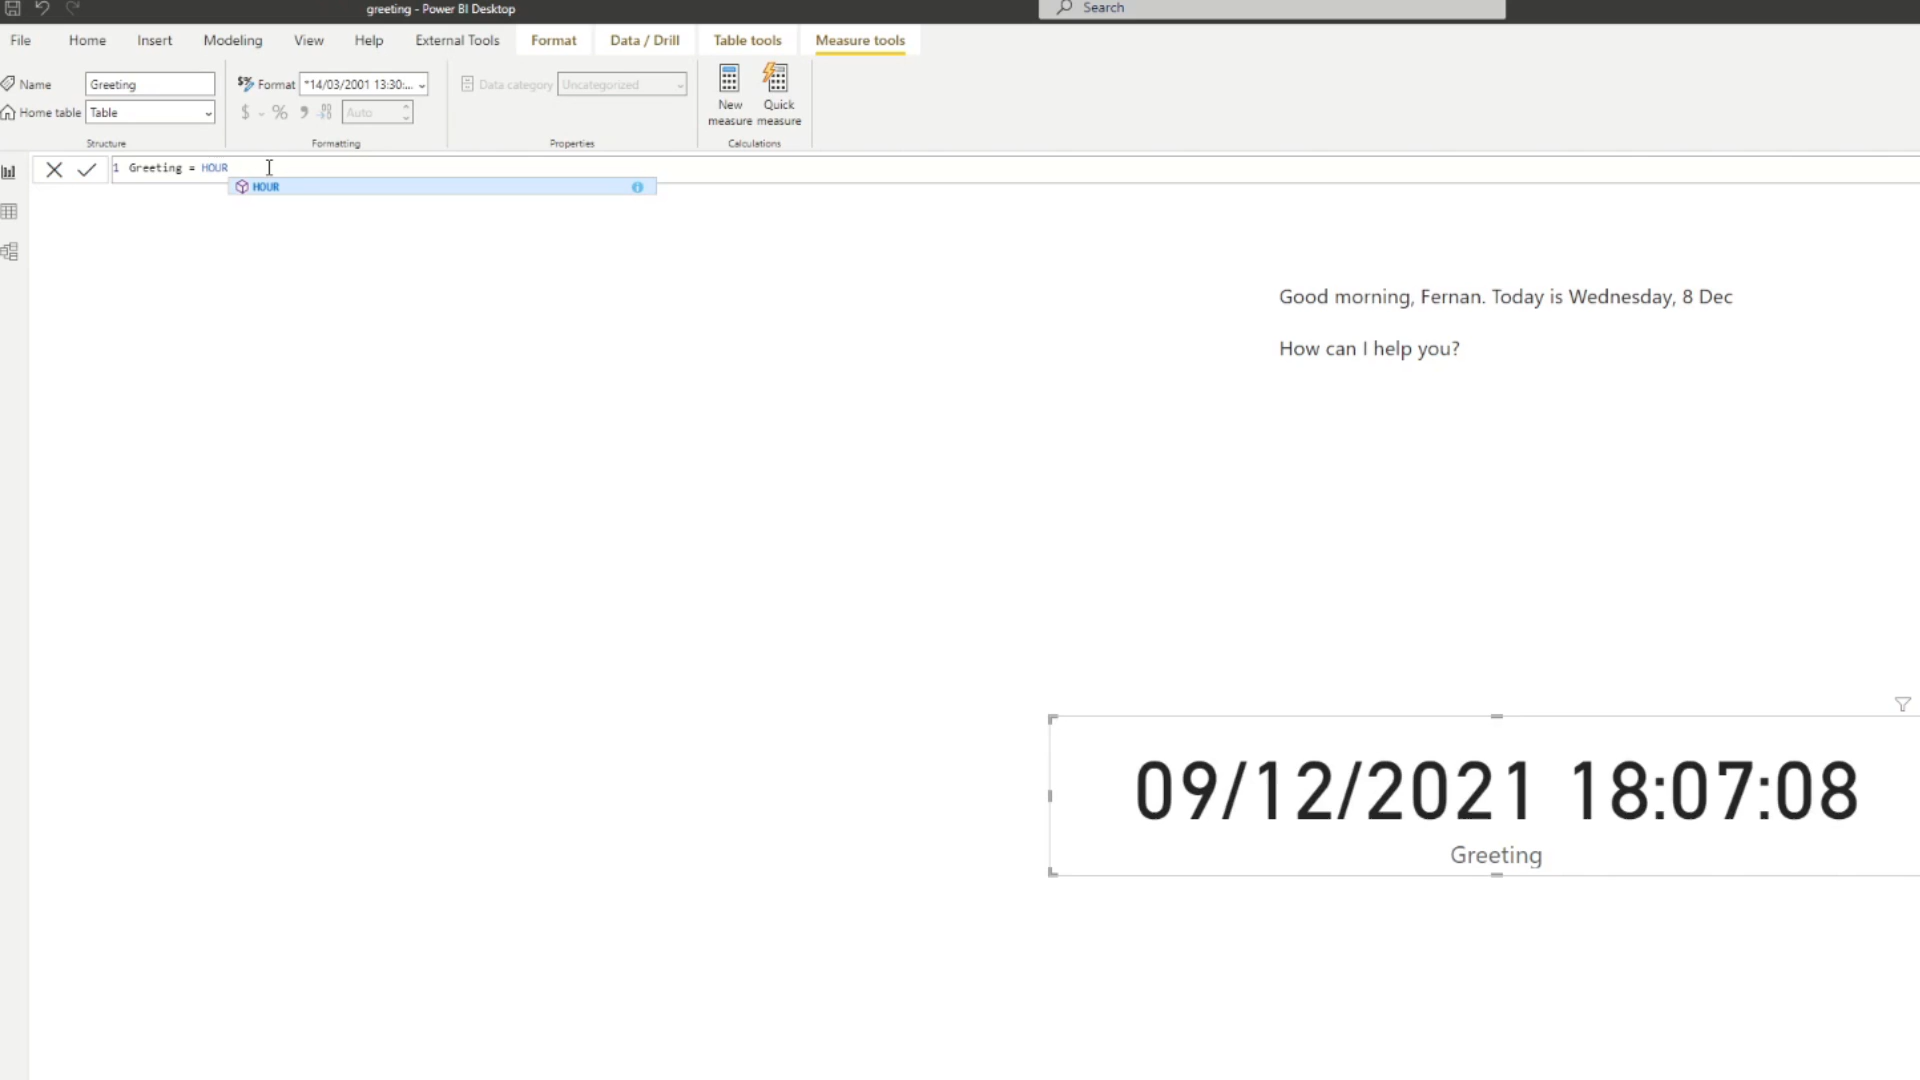 greeting - Power BI Desktop
Search
File Home Insert Modeling View Help External Tools Format Data / Drill Table tools Measure tools
Name Greeting
Format *14/03/2001 13:30:...
Data category Uncategorized
Home table Table
$ % Auto
New measure
Quick measure
Structure Formatting Properties Calculations
1 Greeting = HOUR
HOUR
Good morning, Fernan. Today is Wednesday, 8 Dec
How can I help you?
09/12/2021 18:07:08
Greeting